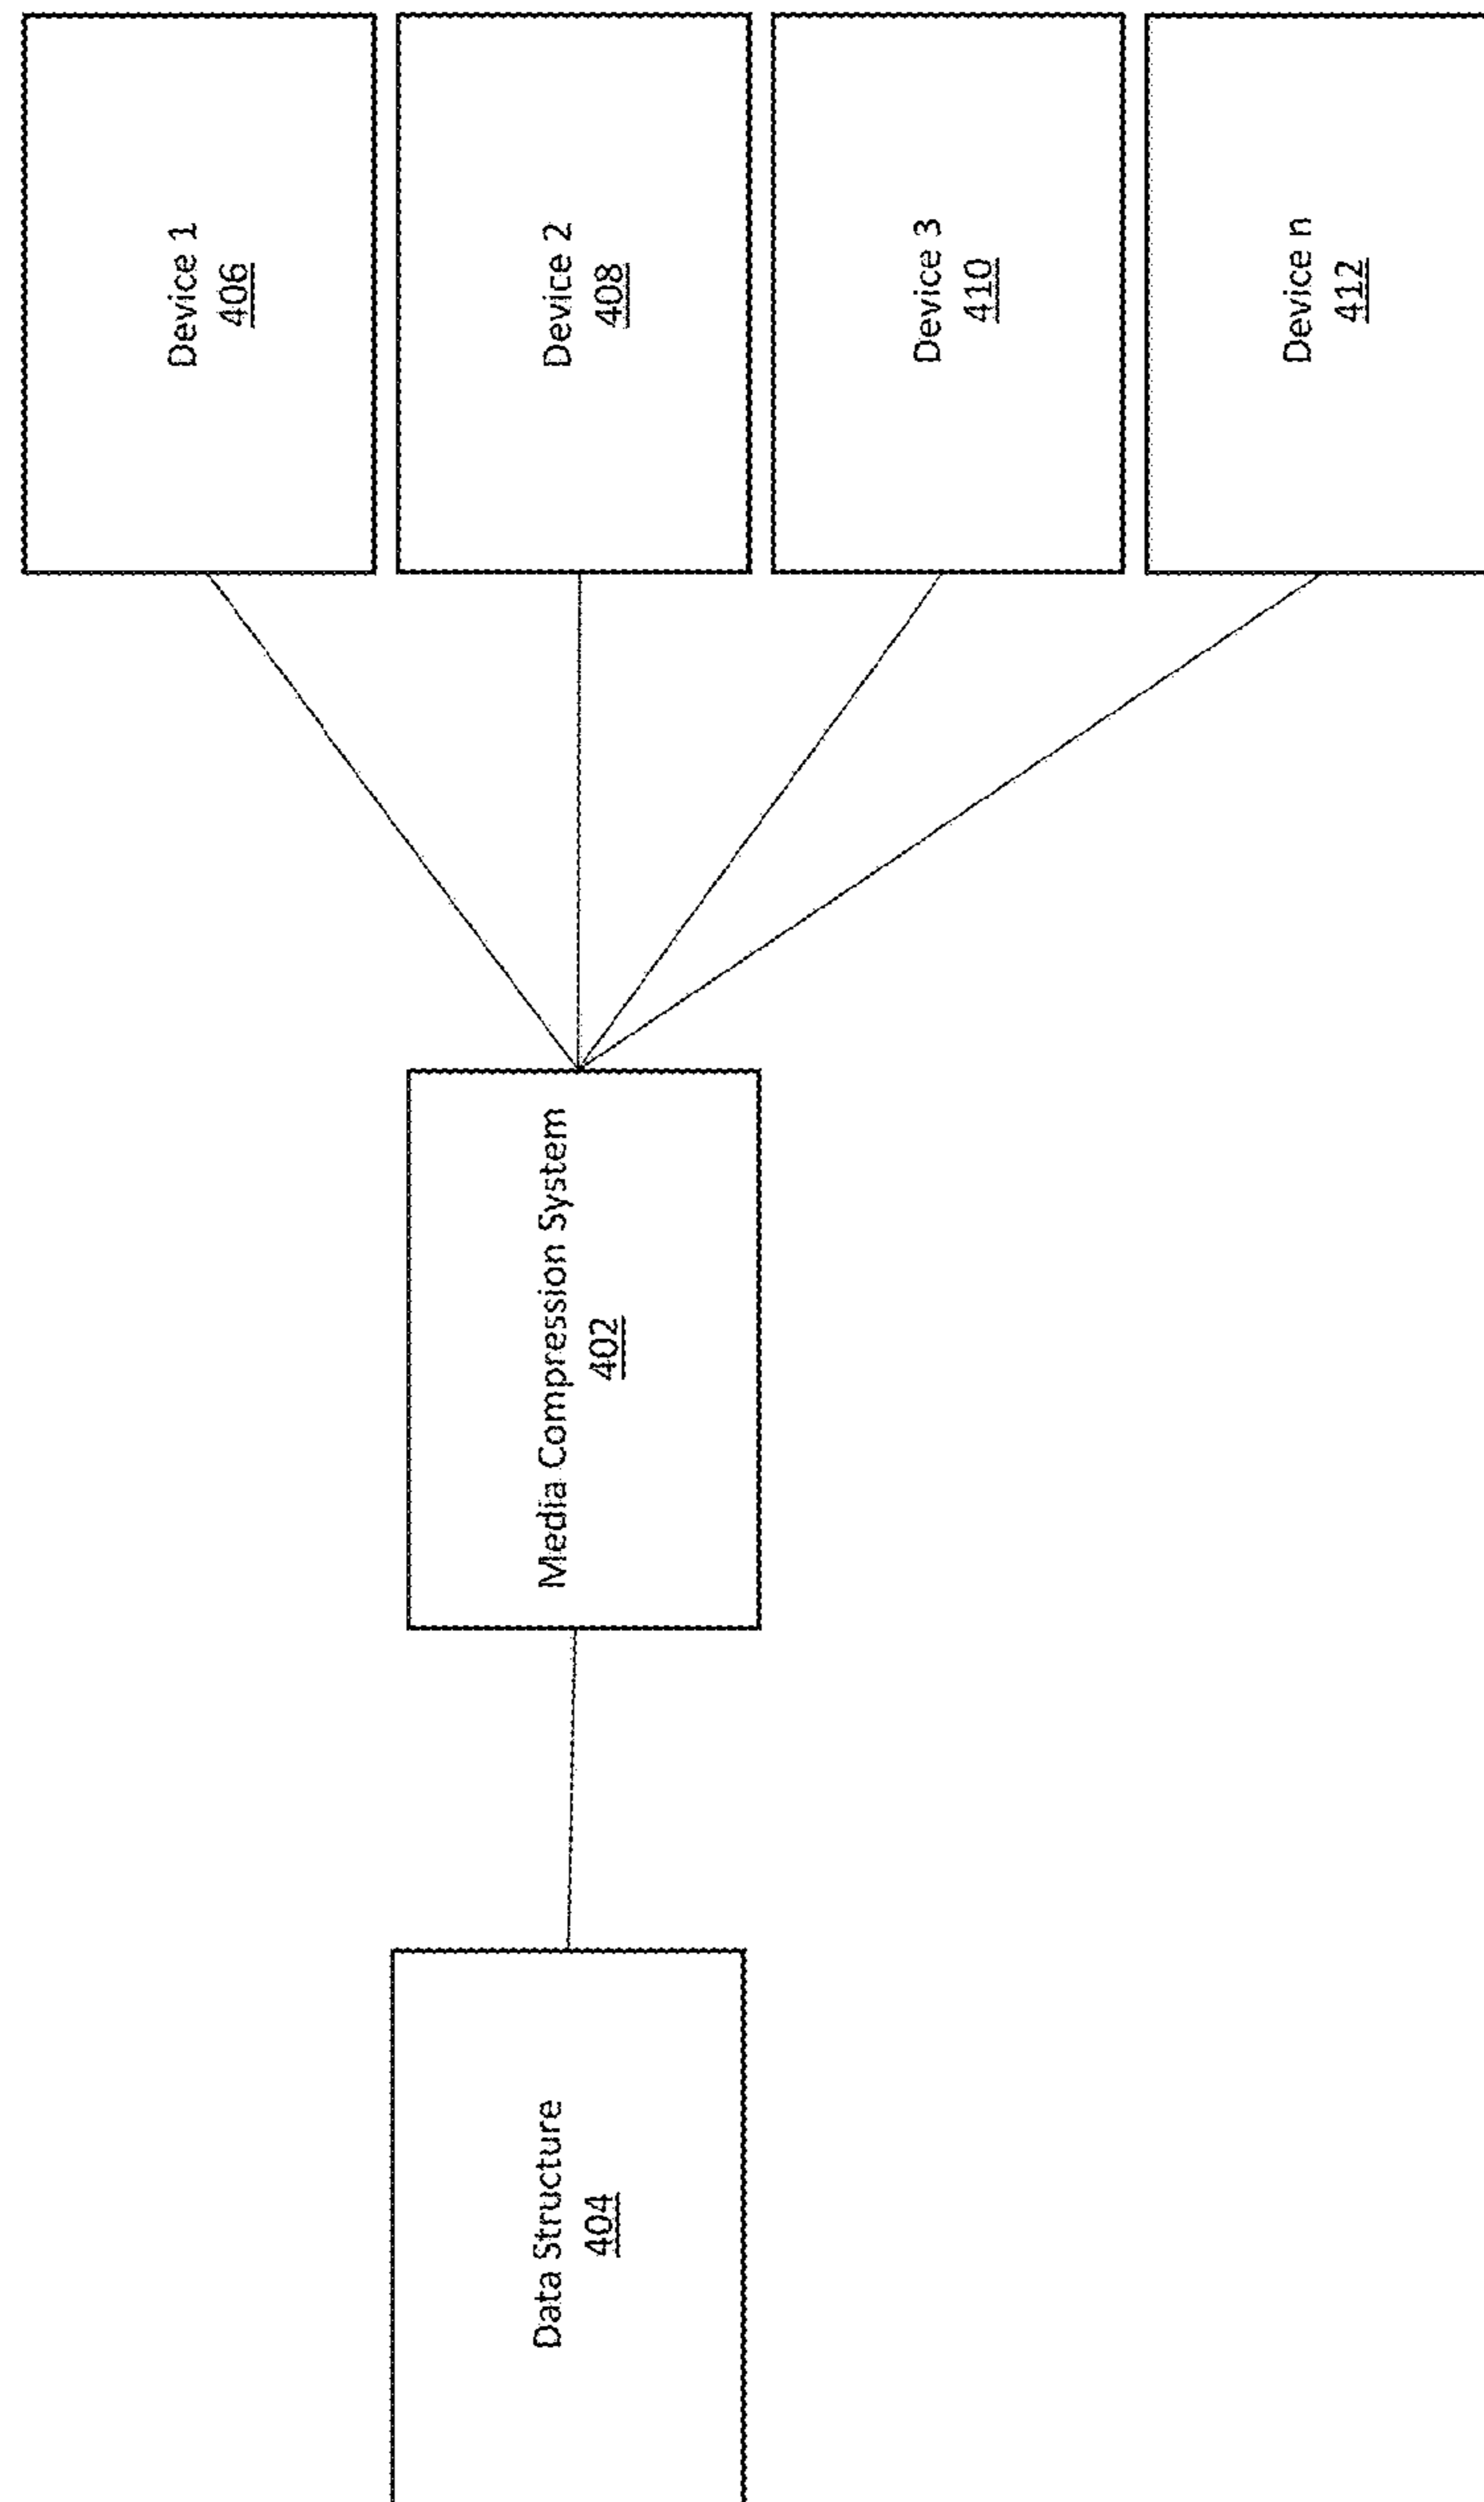 Data Structure
404
Media Compression System
402
Device 1
406
Device 2
408
Device 3
410
Device n
412